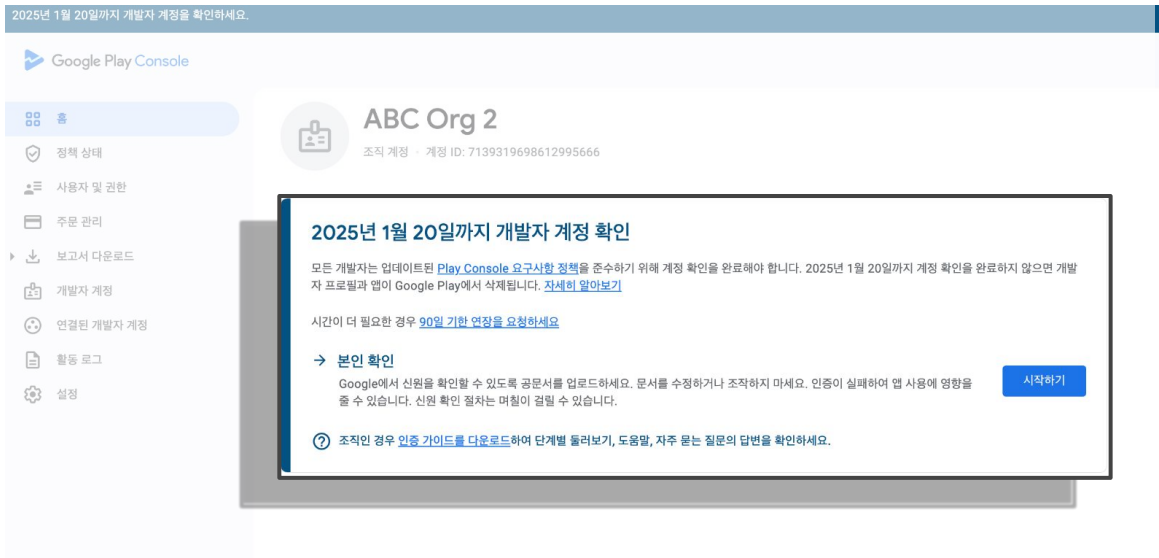 2025년 1월 20일까지 개발자 계정을 확인하세요.
Google Play Console
홈
정책 상태
사용자 및 권한
주문 관리
보고서 다운로드
개발자 계정
연결된 개발자 계정
활동 로그
설정
ABC Org 2
조직 계정 · 계정 ID: 7139319698612995666
2025년 1월 20일까지 개발자 계정 확인
모든 개발자는 업데이트된 Play Console 요구사항 정책을 준수하기 위해 계정 확인을 완료해야 합니다. 2025년 1월 20일까지 계정 확인을 완료하지 않으면 개발
자 프로필과 앱이 Google Play에서 삭제됩니다. 자세히 알아보기
시간이 더 필요한 경우 90일 기한 연장을 요청하세요
본인 확인
Google에서 신원을 확인할 수 있도록 공문서를 업로드하세요. 문서를 수정하거나 조작하지 마세요. 인증이 실패하여 앱 사용에 영향을
줄 수 있습니다. 신원 확인 절차는 며칠이 걸릴 수 있습니다.
시작하기
조직인 경우 인증 가이드를 다운로드하여 단계별 둘러보기, 도움말, 자주 묻는 질문의 답변을 확인하세요.